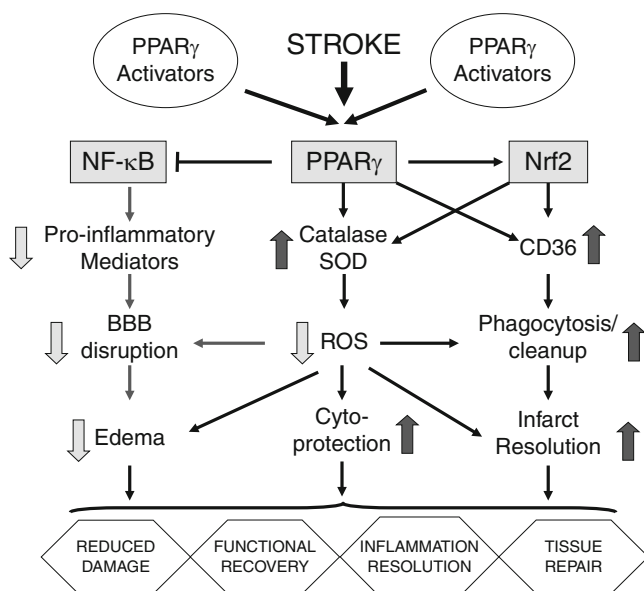 PPARγ
Activators
STROKE
PPARγ
Activators
NF-κB
PPARγ
Nrf2
Pro-inflammatory
Mediators
Catalase
SOD
CD36
BBB
disruption
ROS
Phagocytosis/
cleanup
Edema
Cyto-
protection
Infarct
Resolution
REDUCED
DAMAGE
FUNCTIONAL
RECOVERY
INFLAMMATION
RESOLUTION
TISSUE
REPAIR